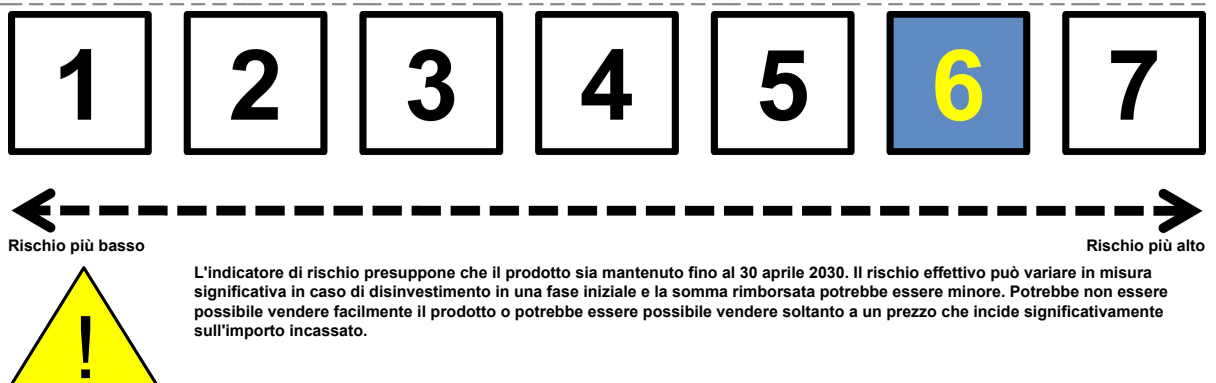 1 2 3 4 5 6 7
Rischio più basso Rischio più alto
L'indicatore di rischio presuppone che il prodotto sia mantenuto fino al 30 aprile 2030. Il rischio effettivo può variare in misura
significativa in caso di disinvestimento in una fase iniziale e la somma rimborsata potrebbe essere minore. Potrebbe non essere
possibile vendere facilmente il prodotto o potrebbe essere possibile vendere soltanto a un prezzo che incide significativamente
sull'importo incassato.
!